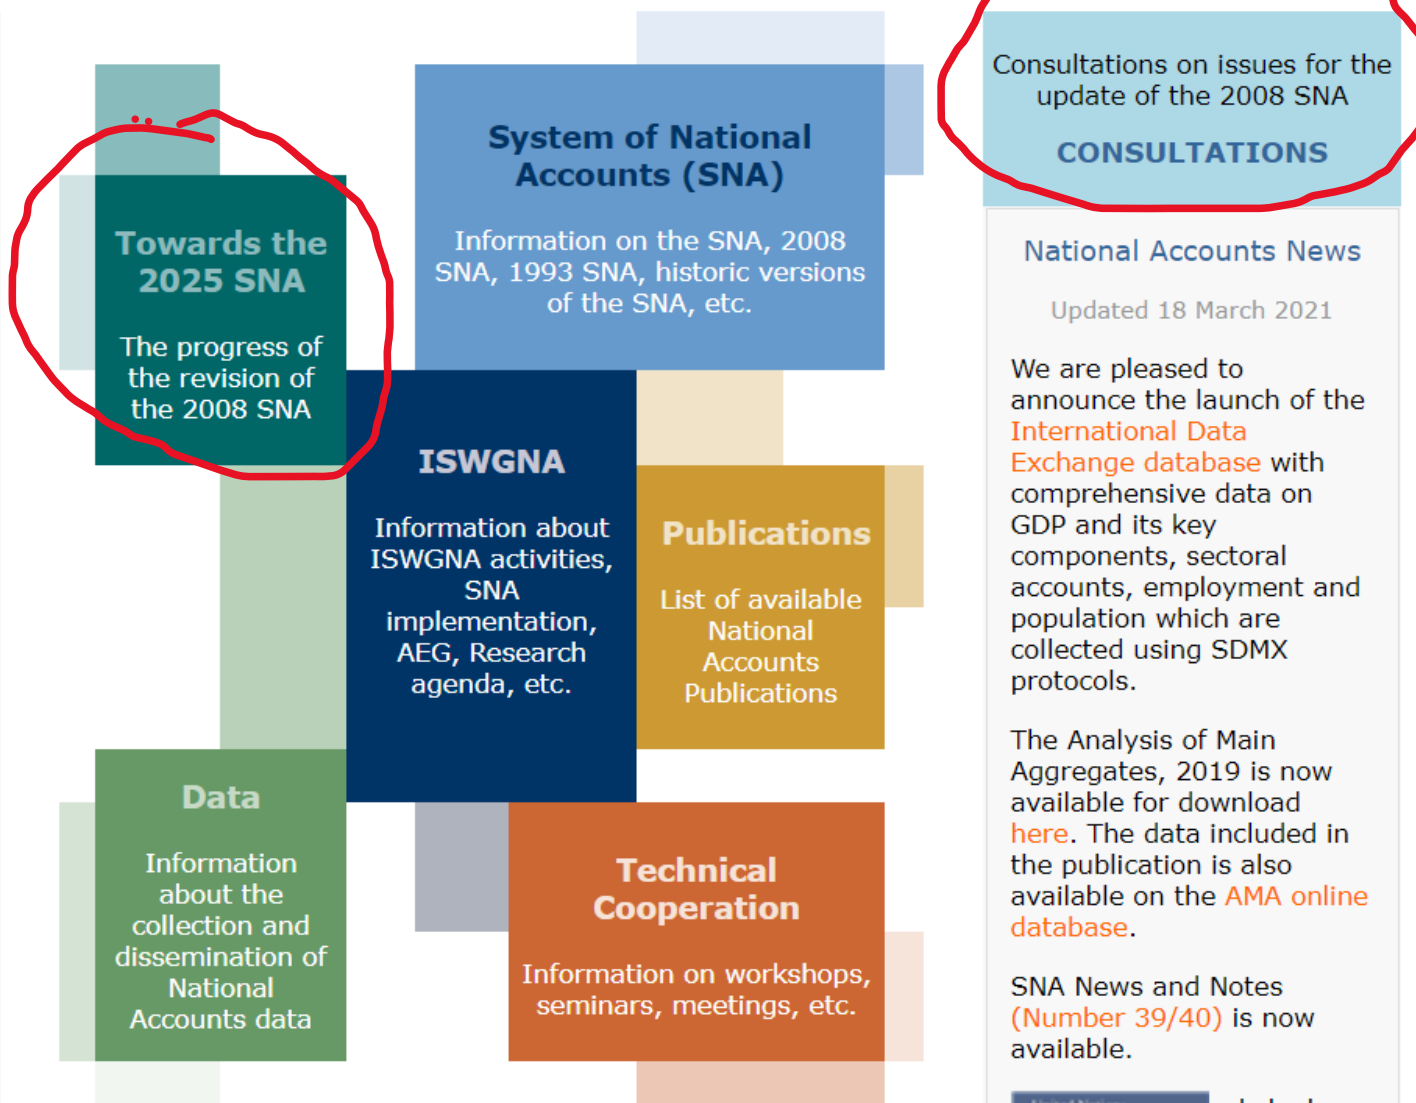 Towards the
2025 SNA
The progress of
the revision of
the 2008 SNA
System of National
Accounts (SNA)
Information on the SNA, 2008
SNA, 1993 SNA, historic versions
of the SNA, etc.
ISWGNA
Information about
ISWGNA activities,
SNA
implementation,
AEG, Research
agenda, etc.
Publications
List of available
National
Accounts
Publications
Data
Information
about the
collection and
dissemination of
National
Accounts data
Technical
Cooperation
Information on workshops,
seminars, meetings, etc.
Consultations on issues for the
update of the 2008 SNA
CONSULTATIONS
National Accounts News
Updated 18 March 2021
We are pleased to
announce the launch of the
International Data
Exchange database with
comprehensive data on
GDP and its key
components, sectoral
accounts, employment and
population which are
collected using SDMX
protocols.
The Analysis of Main
Aggregates, 2019 is now
available for download
here. The data included in
the publication is also
available on the AMA online
database.
SNA News and Notes
(Number 39/40) is now
available.